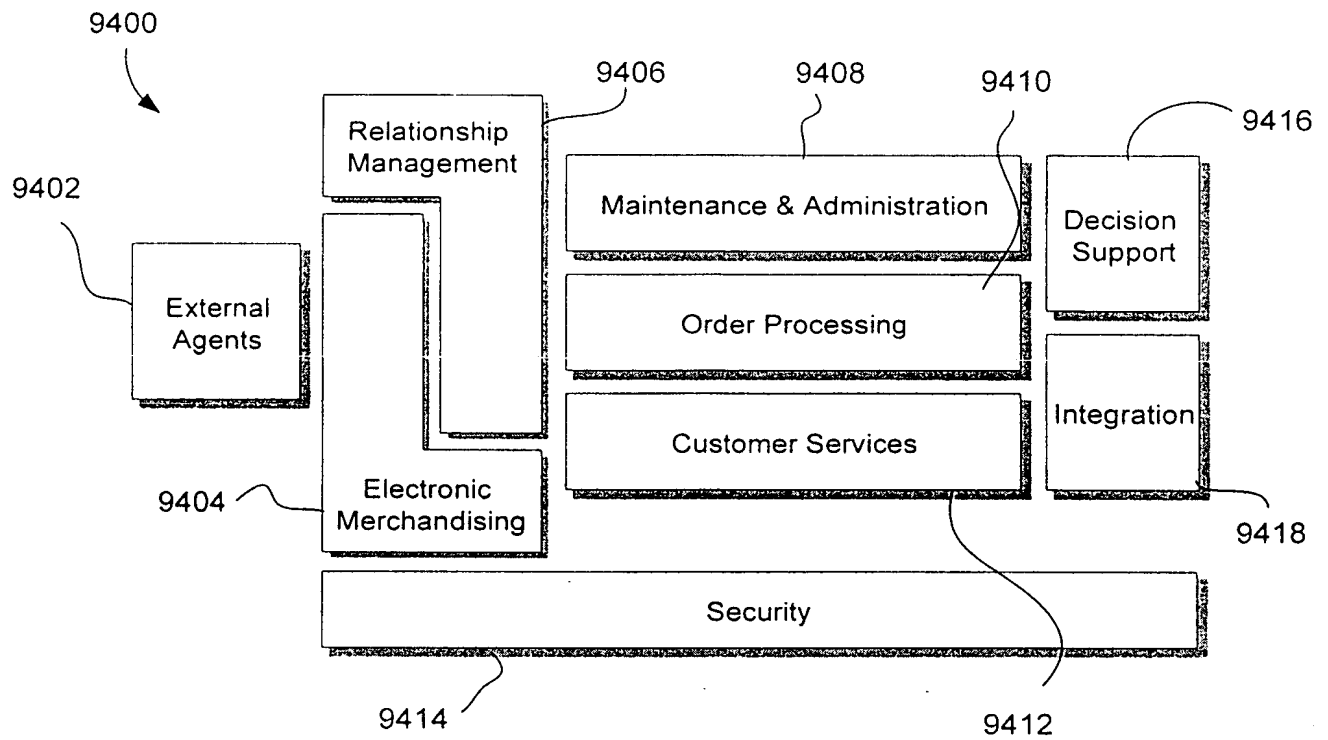 9400
9406
9408
9410
9416
9402
Relationship
Management
Maintenance & Administration
Decision
Support
External
Agents
Order Processing
Integration
Customer Services
9404
Electronic
Merchandising
9418
Security
9414
9412